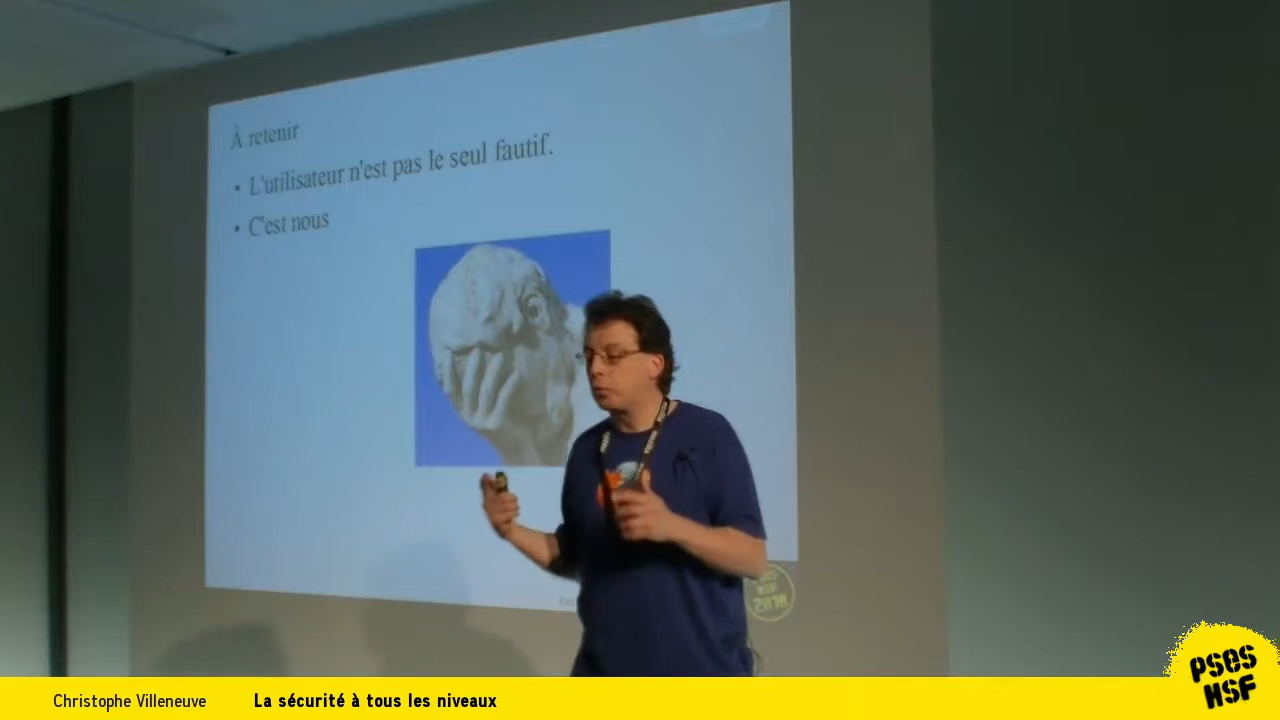 À retenir
• L'utilisateur n'est pas le seul fautif.
• C'est nous
Christophe Villeneuve La sécurité à tous les niveaux
PSES
HSF